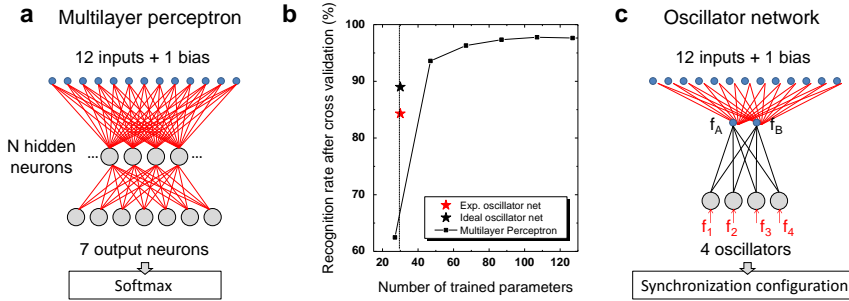 a Multilayer perceptron
12 inputs + 1 bias
N hidden
neurons
...
...
7 output neurons
Softmax
b
Recognition rate after cross validation (%)
100
90
80
70
60
20
40
60
80
100
120
Number of trained parameters
Exp. oscillator net
Ideal oscillator net
Multilayer Perceptron
c Oscillator network
12 inputs + 1 bias
fA fB
f1 f2 f3 f4
4 oscillators
Synchronization configuration